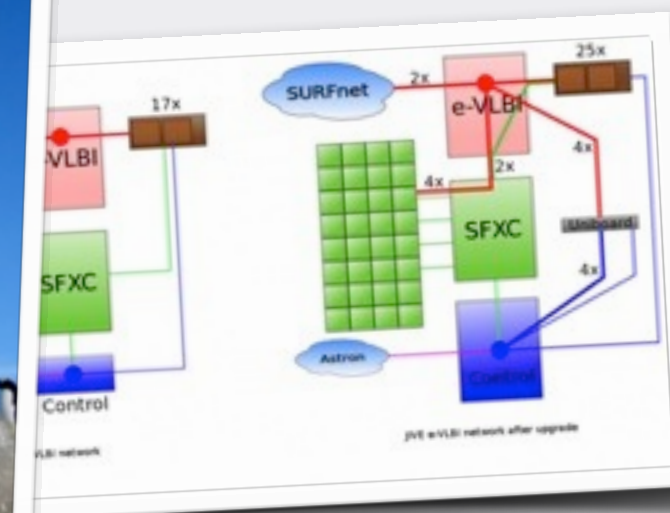 17x
-VLBI
SFXC
Control
VLBI network
SURFnet
2x
e-VLBI
25x
4x
4x
2x
SFXC
Uniboard
4x
Astron
Control
JIVE e-VLBI network after upgrade